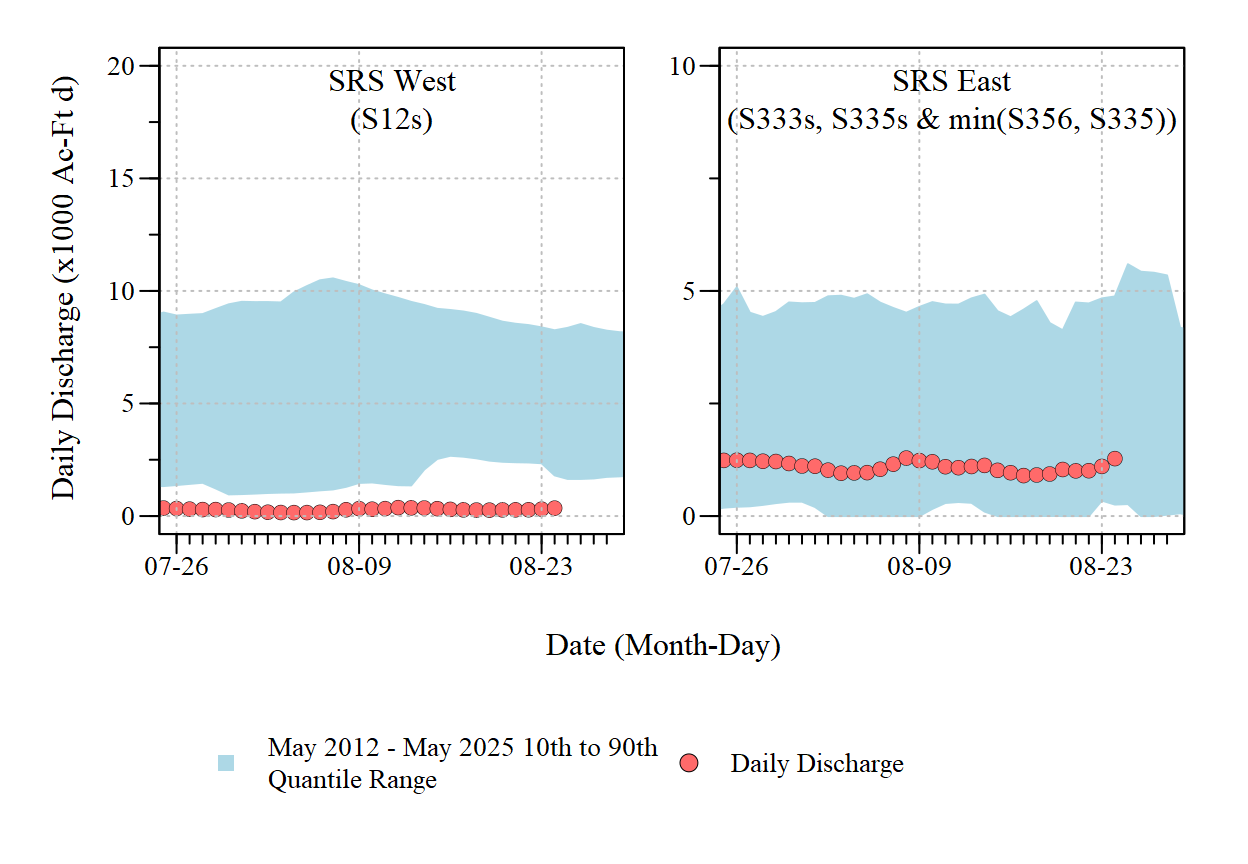 SRS West
(S12s)
SRS East
(S333s, S335s & min(S356, S335))
Daily Discharge (x1000 Ac-Ft d)
20
15
10
5
0
10
5
0
07-26
08-09
08-23
07-26
08-09
08-23
Date (Month-Day)
May 2012 - May 2025 10th to 90th
Quantile Range
Daily Discharge